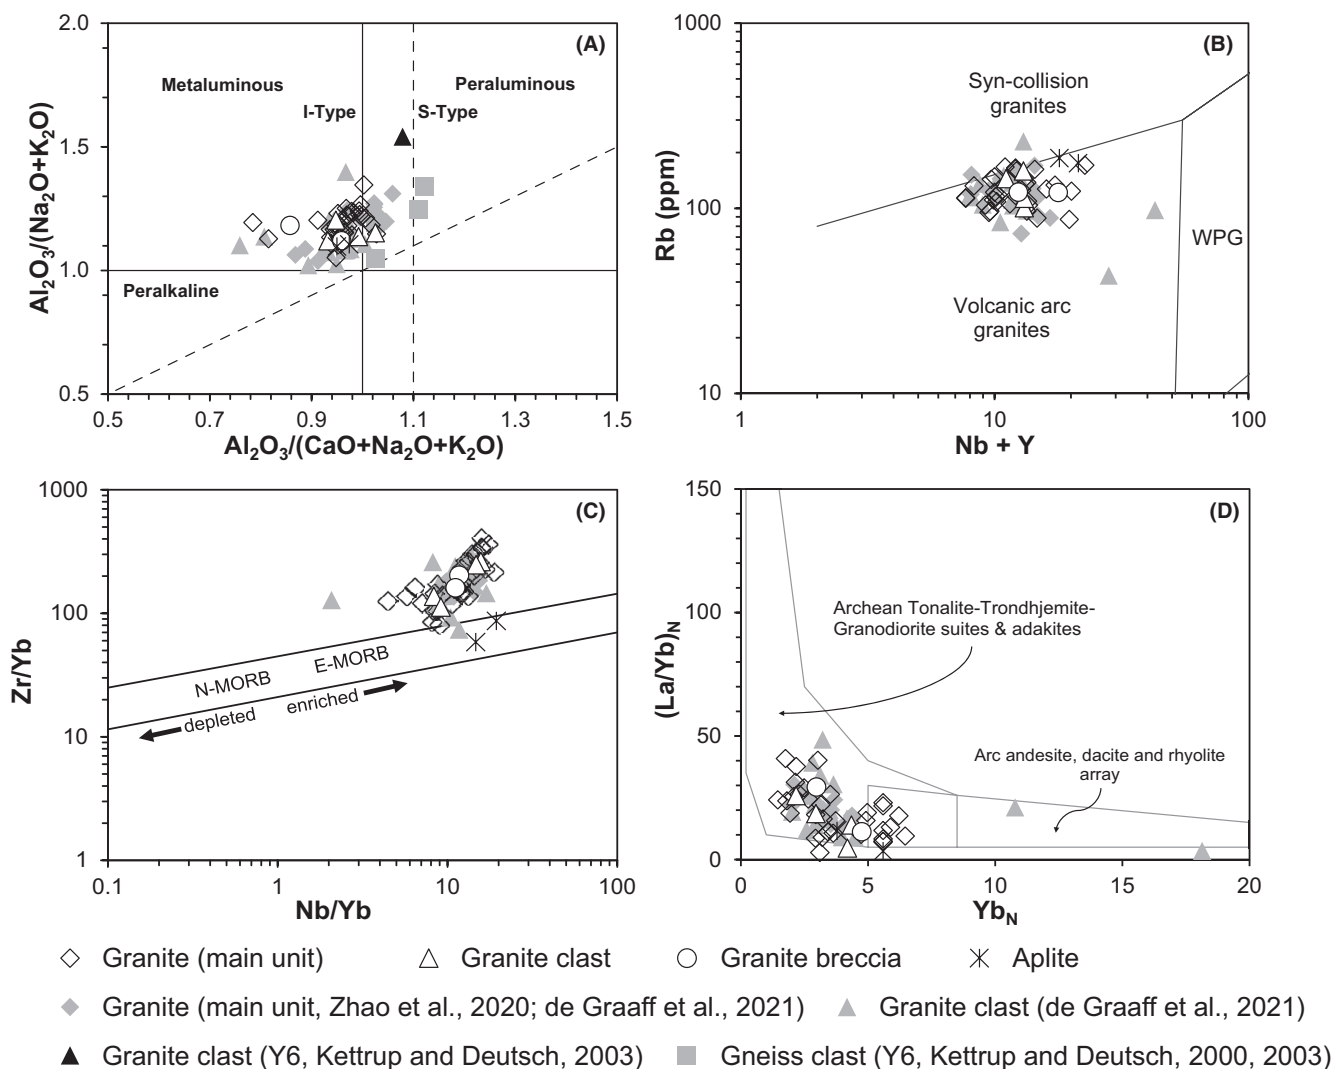 2.0
(A)
Metaluminous
Peraluminous
I-Type
S-Type
1.5
1.0
Peralkaline
0.5
0.5 0.7 0.9 1.1 1.3 1.5
Al₂O₃/(Na₂O+K₂O)
Al₂O₃/(CaO+Na₂O+K₂O)
1000
(B)
Syn-collision
granites
100
WPG
Volcanic arc
granites
10
1 10 100
Rb (ppm)
Nb + Y
1000
(C)
100
E-MORB
N-MORB
enriched
depleted
10
1
0.1 1 10 100
Zr/Yb
Nb/Yb
150
(D)
100
Archean Tonalite-Trondhjemite-
Granodiorite suites & adakites
50
Arc andesite, dacite and rhyolite
array
0
0 5 10 15 20
(La/Yb)N
YbN
Granite (main unit) Granite clast Granite breccia Aplite
Granite (main unit, Zhao et al., 2020; de Graaff et al., 2021) Granite clast (de Graaff et al., 2021)
Granite clast (Y6, Kettrup and Deutsch, 2003) Gneiss clast (Y6, Kettrup and Deutsch, 2000, 2003)